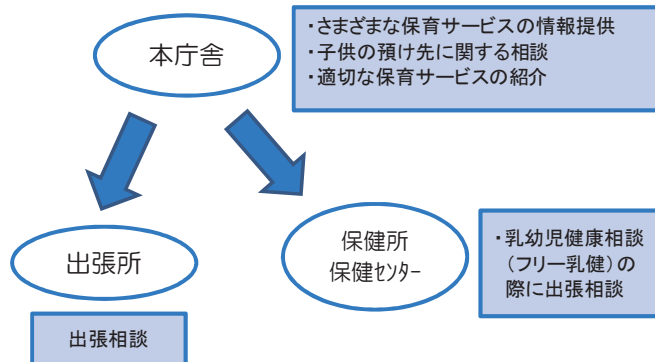 本庁舎
・さまざまな保育サービスの情報提供
・子供の預け先に関する相談
・適切な保育サービスの紹介
出張所
保健所
保健ｾﾝﾀｰ
・乳幼児健康相談
（フリー乳健）の
際に出張相談
出張相談